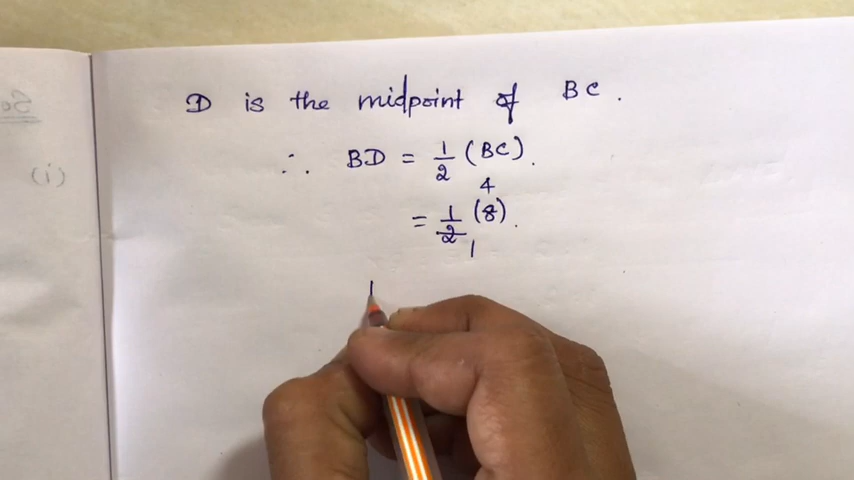 D is the midpoint of BC.
∴ BD = 1/2 (BC).
4
= 1/2 (8).
1
(i)